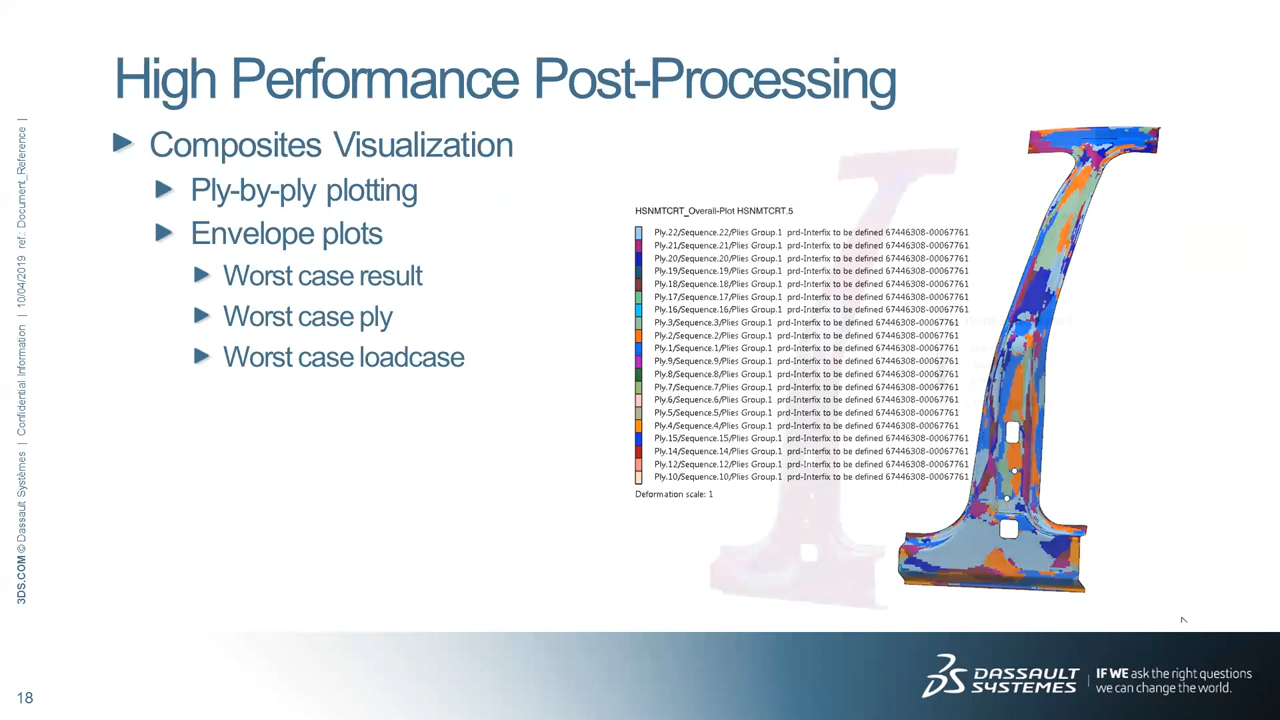 High Performance Post-Processing
Composites Visualization
Ply-by-ply plotting
Envelope plots
Worst case result
Worst case ply
Worst case loadcase
HSNMTCRT_Overall-Plot HSNMTCRT.5
Ply.22/Sequence.22/Plies Group.1 prd-Interfix to be defined 67446308-00067761
Ply.21/Sequence.21/Plies Group.1 prd-Interfix to be defined 67446308-00067761
Ply.20/Sequence.20/Plies Group.1 prd-Interfix to be defined 67446308-00067761
Ply.19/Sequence.19/Plies Group.1 prd-Interfix to be defined 67446308-00067761
Ply.18/Sequence.18/Plies Group.1 prd-Interfix to be defined 67446308-00067761
Ply.17/Sequence.17/Plies Group.1 prd-Interfix to be defined 67446308-00067761
Ply.16/Sequence.16/Plies Group.1 prd-Interfix to be defined 67446308-00067761
Ply.3/Sequence.3/Plies Group.1 prd-Interfix to be defined 67446308-00067761
Ply.2/Sequence.2/Plies Group.1 prd-Interfix to be defined 67446308-00067761
Ply.1/Sequence.1/Plies Group.1 prd-Interfix to be defined 67446308-00067761
Ply.9/Sequence.9/Plies Group.1 prd-Interfix to be defined 67446308-00067761
Ply.8/Sequence.8/Plies Group.1 prd-Interfix to be defined 67446308-00067761
Ply.7/Sequence.7/Plies Group.1 prd-Interfix to be defined 67446308-00067761
Ply.6/Sequence.6/Plies Group.1 prd-Interfix to be defined 67446308-00067761
Ply.5/Sequence.5/Plies Group.1 prd-Interfix to be defined 67446308-00067761
Ply.4/Sequence.4/Plies Group.1 prd-Interfix to be defined 67446308-00067761
Ply.15/Sequence.15/Plies Group.1 prd-Interfix to be defined 67446308-00067761
Ply.14/Sequence.14/Plies Group.1 prd-Interfix to be defined 67446308-00067761
Ply.12/Sequence.12/Plies Group.1 prd-Interfix to be defined 67446308-00067761
Ply.10/Sequence.10/Plies Group.1 prd-Interfix to be defined 67446308-00067761
Deformation scale: 1
3DS.COM © Dassault Systèmes | Confidential Information | 10/04/2019 ref.: Document_Reference |
18
DASSAULT
SYSTEMES
IF WE ask the right questions
we can change the world.